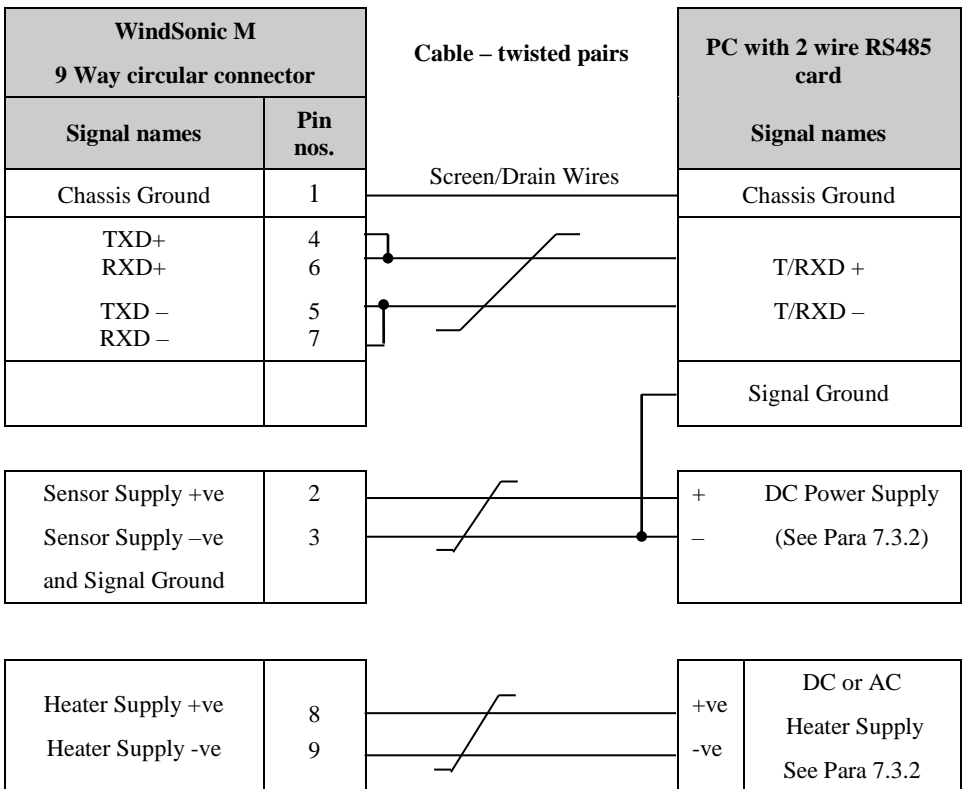 WindSonic M
9 Way circular connector
Cable – twisted pairs
PC with 2 wire RS485
card
Signal names
Pin
nos.
Signal names
Chassis Ground
1
Screen/Drain Wires
Chassis Ground
TXD+
4
RXD+
6
T/RXD +
TXD –
5
T/RXD –
RXD –
7
Signal Ground
Sensor Supply +ve
2
+
DC Power Supply
Sensor Supply –ve
3
–
(See Para 7.3.2)
and Signal Ground
Heater Supply +ve
8
+ve
DC or AC
Heater Supply -ve
9
-ve
Heater Supply
See Para 7.3.2